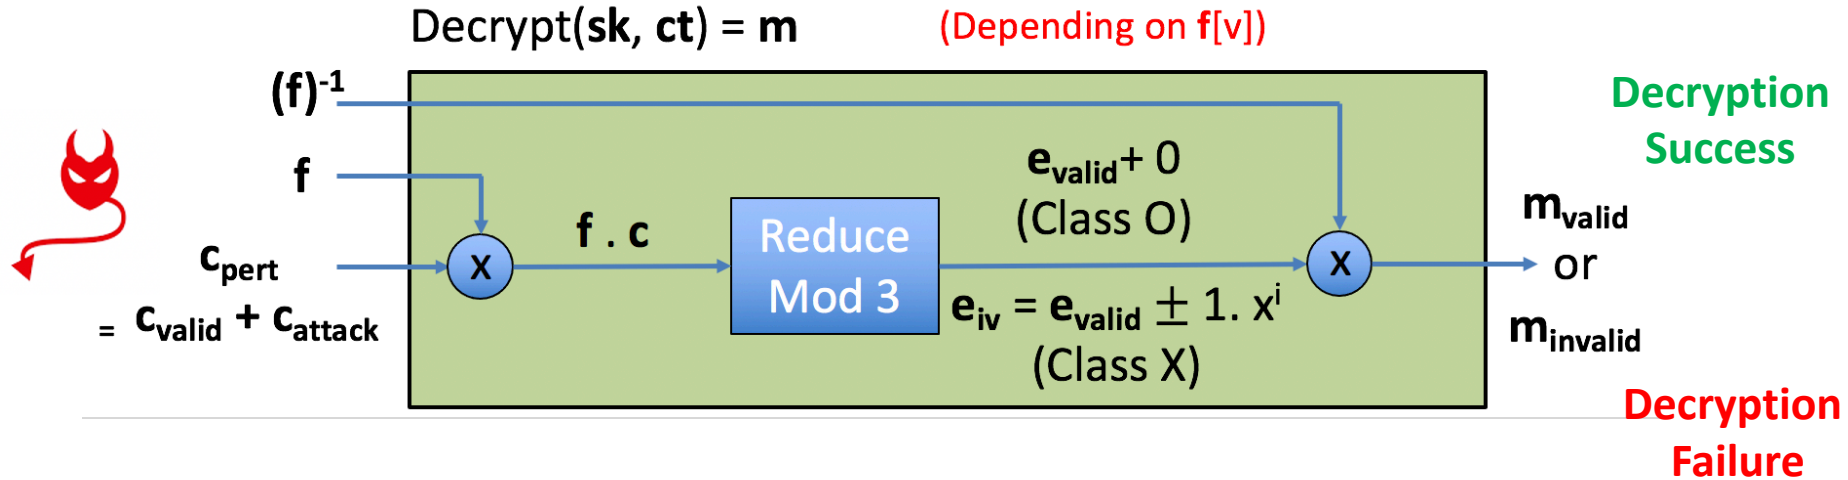 Decrypt(sk, ct) = m
(Depending on f[v])
(f)-1
f
cpert
= cvalid + cattack
X
f . c
Reduce
Mod 3
evalid+ 0
(Class O)
eiv = evalid ± 1. xi
(Class X)
X
Decryption
Success
mvalid
or
minvalid
Decryption
Failure